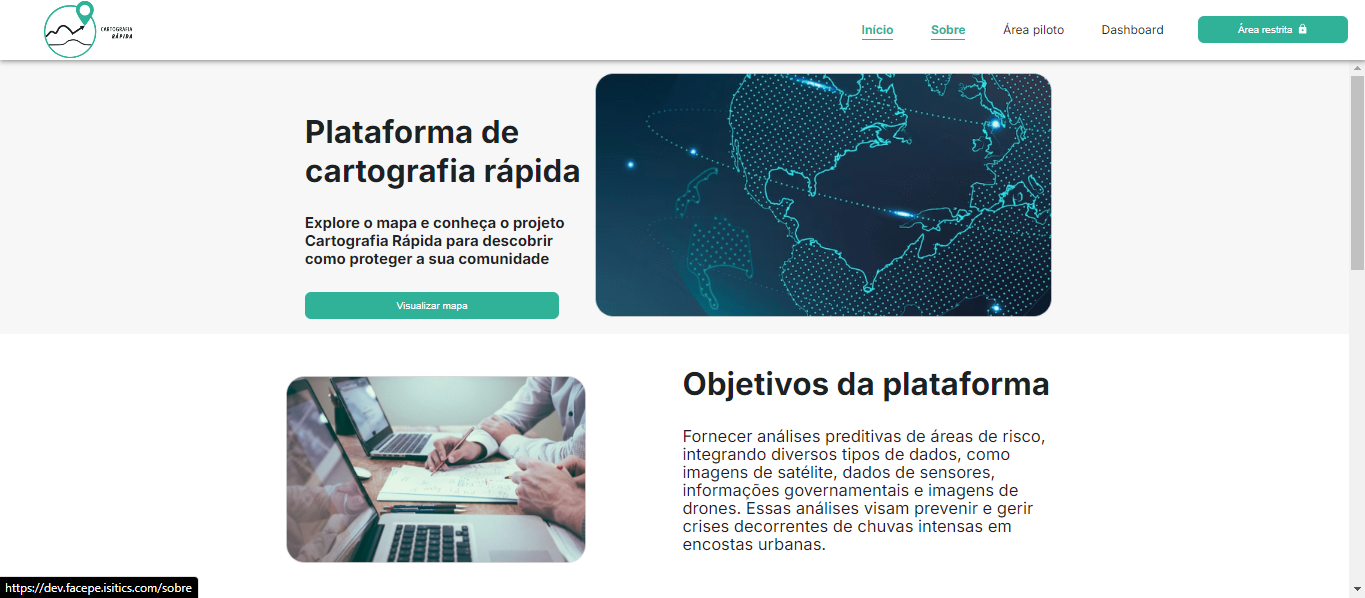 CARTOGRAFIA
RÁPIDA
Início
Sobre
Área piloto
Dashboard
Área restrita
Plataforma de
cartografia rápida
Explore o mapa e conheça o projeto
Cartografia Rápida para descobrir
como proteger a sua comunidade
Visualizar mapa
Objetivos da plataforma
Fornecer análises preditivas de áreas de risco,
integrando diversos tipos de dados, como
imagens de satélite, dados de sensores,
informações governamentais e imagens de
drones. Essas análises visam prevenir e gerir
crises decorrentes de chuvas intensas em
encostas urbanas.
https://dev.facepe.isitics.com/sobre